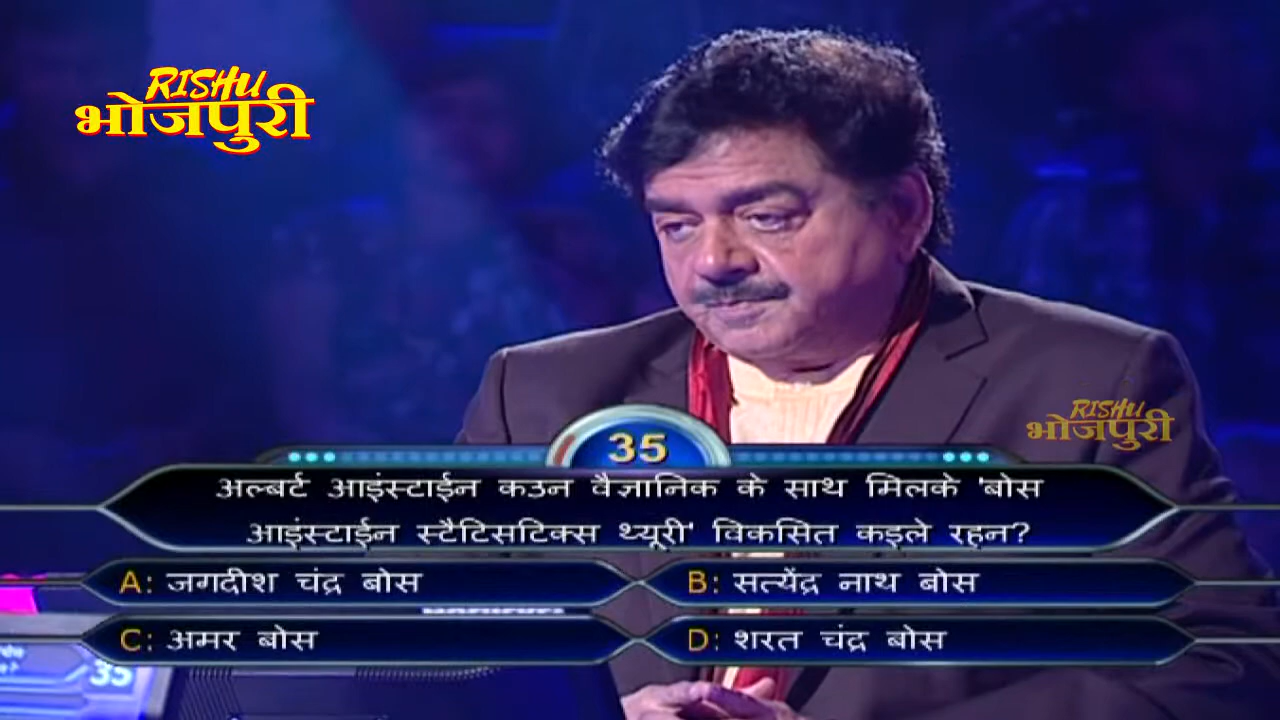 RISHU
भोजपुरी
RISHU
भोजपुरी
35
अल्बर्ट आइंस्टाईन कउन वैज्ञानिक के साथ मिलके 'बोस
आइंस्टाईन स्टैटिसटिक्स थ्यूरी' विकसित कइले रहन?
A: जगदीश चंद्र बोस
B: सत्येंद्र नाथ बोस
C: अमर बोस
D: शरत चंद्र बोस
35